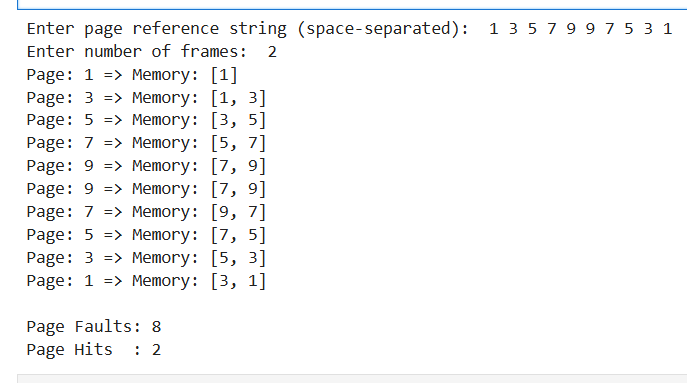 Enter page reference string (space-separated):  1 3 5 7 9 9 7 5 3 1
Enter number of frames:  2
Page: 1 => Memory: [1]
Page: 3 => Memory: [1, 3]
Page: 5 => Memory: [3, 5]
Page: 7 => Memory: [5, 7]
Page: 9 => Memory: [7, 9]
Page: 9 => Memory: [7, 9]
Page: 7 => Memory: [9, 7]
Page: 5 => Memory: [7, 5]
Page: 3 => Memory: [5, 3]
Page: 1 => Memory: [3, 1]
Page Faults: 8
Page Hits  : 2